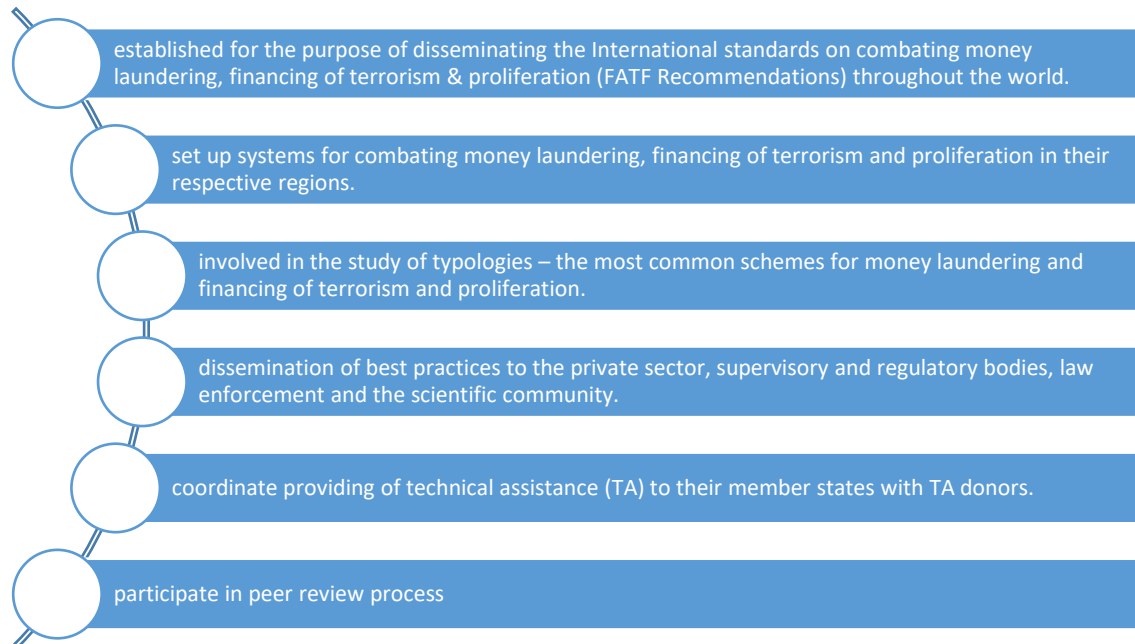 established for the purpose of disseminating the International standards on combating money
laundering, financing of terrorism & proliferation (FATF Recommendations) throughout the world.
set up systems for combating money laundering, financing of terrorism and proliferation in their
respective regions.
involved in the study of typologies – the most common schemes for money laundering and
financing of terrorism and proliferation.
dissemination of best practices to the private sector, supervisory and regulatory bodies, law
enforcement and the scientific community.
coordinate providing of technical assistance (TA) to their member states with TA donors.
participate in peer review process